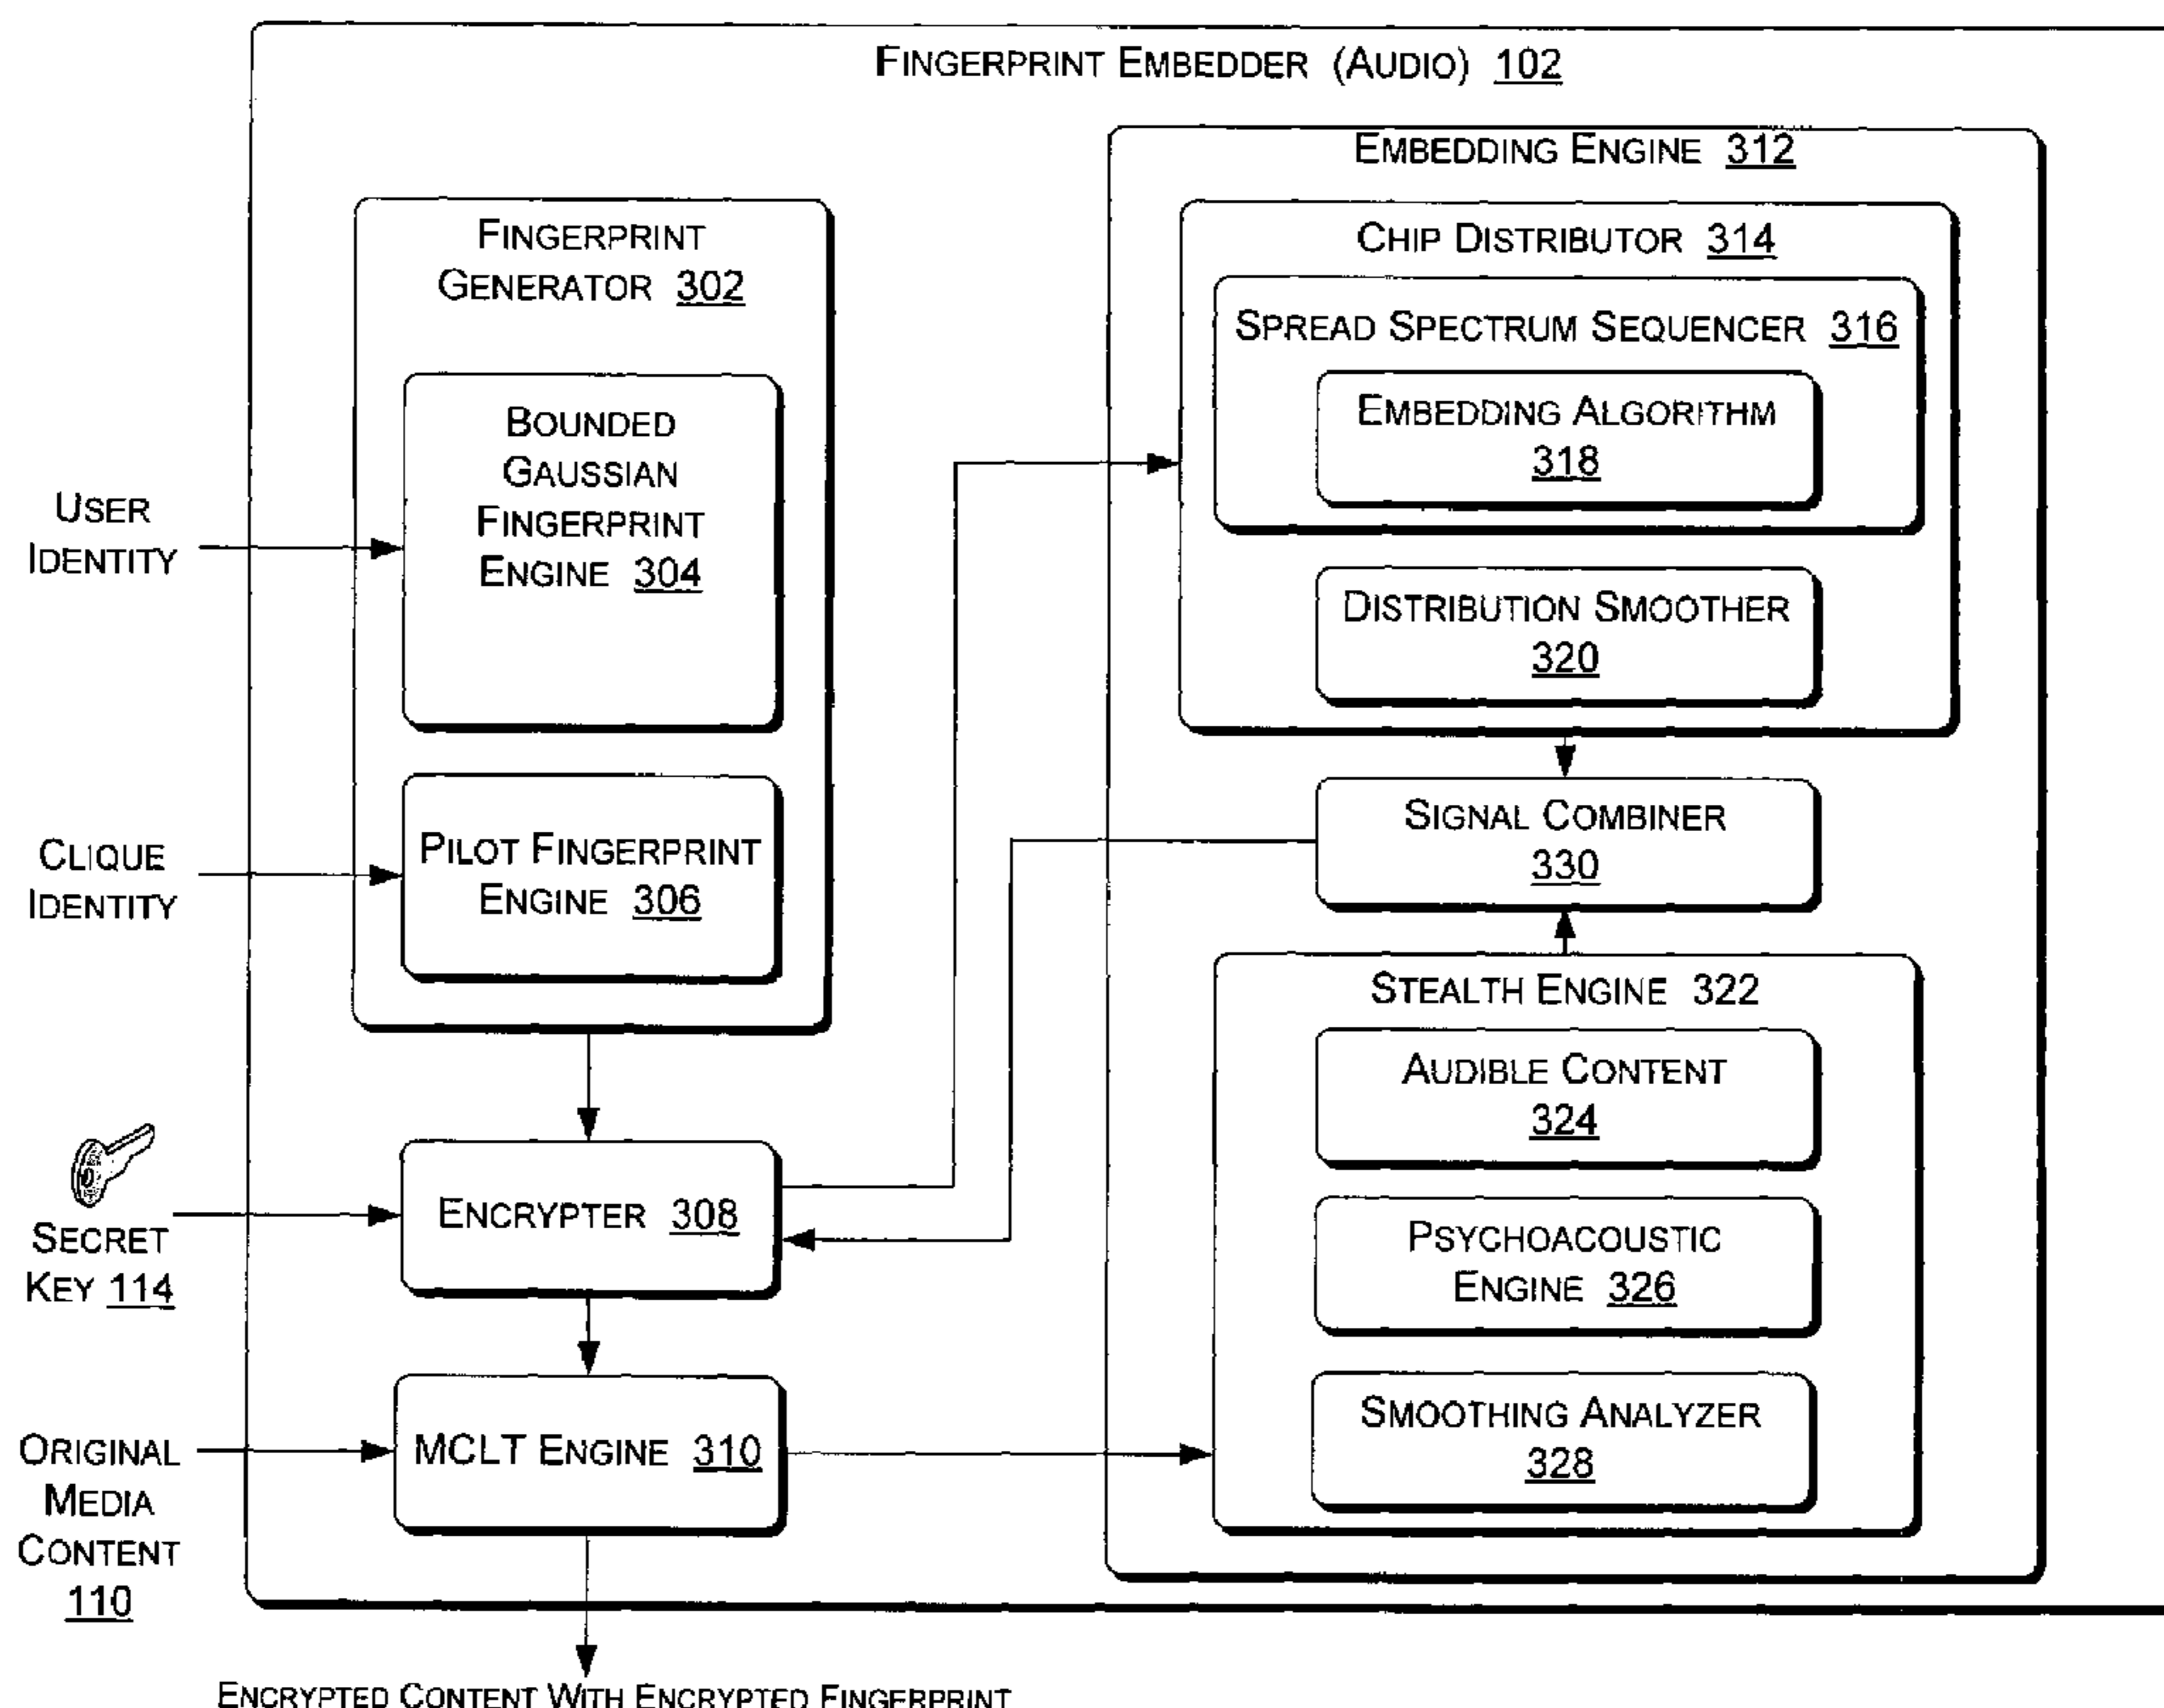 FINGERPRINT EMBEDDER (AUDIO) 102
FINGERPRINT
GENERATOR 302
BOUNDED
GAUSSIAN
FINGERPRINT
ENGINE 304
PILOT FINGERPRINT
ENGINE 306
USER
IDENTITY
CLIQUE
IDENTITY
SECRET
KEY 114
ORIGINAL
MEDIA
CONTENT
110
ENCRYPTER 308
MCLT ENGINE 310
EMBEDDING ENGINE 312
CHIP DISTRIBUTOR 314
SPREAD SPECTRUM SEQUENCER 316
EMBEDDING ALGORITHM
318
DISTRIBUTION SMOOTHER
320
SIGNAL COMBINER
330
STEALTH ENGINE 322
AUDIBLE CONTENT
324
PSYCHOACOUSTIC
ENGINE 326
SMOOTHING ANALYZER
328
ENCRYPTED CONTENT WITH ENCRYPTED FINGERPRINT